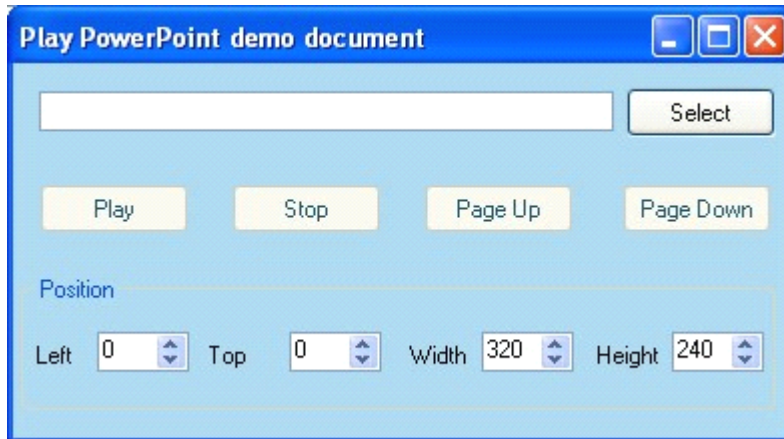 Play PowerPoint demo document
Select
Play Stop Page Up Page Down
Position
Left 0 Top 0 Width 320 Height 240